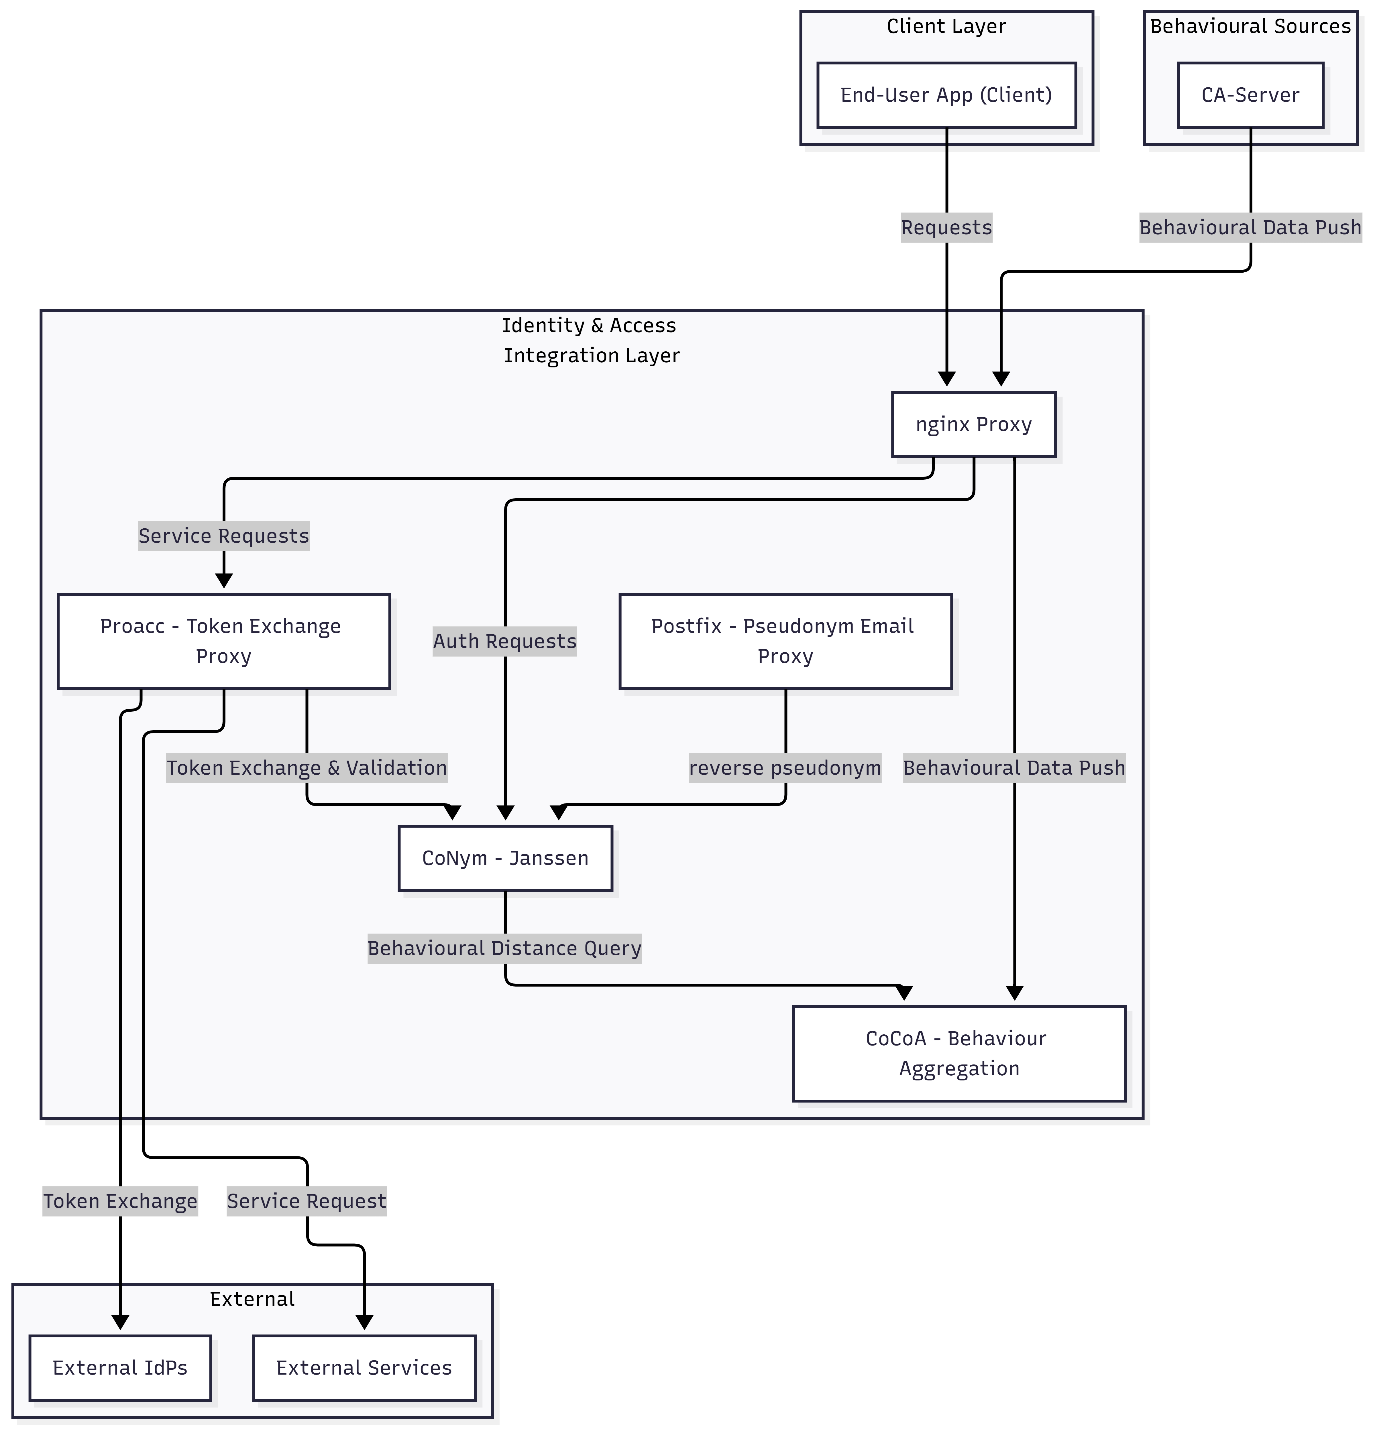 Client Layer
Behavioural Sources
End-User App (Client)
CA-Server
Requests
Behavioural Data Push
Identity & Access
Integration Layer
nginx Proxy
Service Requests
Proacc - Token Exchange
Proxy
Auth Requests
Postfix - Pseudonym Email
Proxy
Token Exchange & Validation
reverse pseudonym
Behavioural Data Push
CoNym - Janssen
Behavioural Distance Query
CoCoA - Behaviour
Aggregation
Token Exchange
Service Request
External
External IdPs
External Services